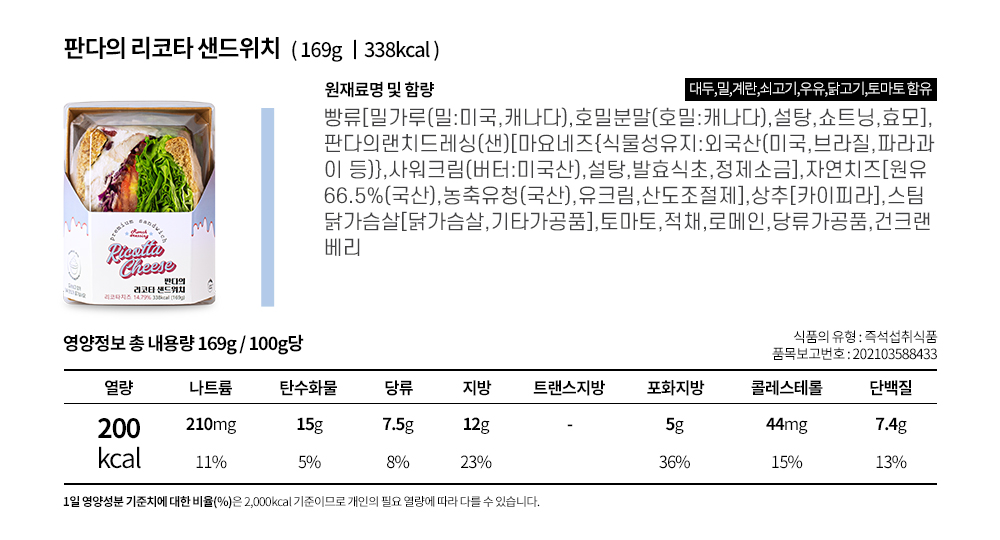 판다의 리코타 샌드위치 ( 169g ㅣ338kcal )
원재료명 및 함량
대두,밀,계란,쇠고기,우유,닭고기,토마토 함유
빵류[밀가루(밀:미국,캐나다),호밀분말(호밀:캐나다),설탕,쇼트닝,효모],
판다의랜치드레싱(샌)[마요네즈{식물성유지:외국산(미국,브라질,파라과
이 등)},사워크림(버터:미국산),설탕,발효식초,정제소금],자연치즈[원유
66.5%(국산),농축유청(국산),유크림,산도조절제],상추[카이피라],스팀
닭가슴살[닭가슴살,기타가공품],토마토,적채,로메인,당류가공품,건크랜
베리
premium sandwich
Ranch
dressing
Ricotta
Cheese
판다의
리코타 샌드위치
리코타치즈 14.79% 338kcal (169g)
영양정보 총 내용량 169g / 100g당
식품의 유형 : 즉석섭취식품
품목보고번호 : 202103588433
열량 나트륨 탄수화물 당류 지방 트랜스지방 포화지방 콜레스테롤 단백질
200 kcal 210mg 15g 7.5g 12g - 5g 44mg 7.4g
11% 5% 8% 23% 36% 15% 13%
1일 영양성분 기준치에 대한 비율(%)은 2,000kcal 기준이므로 개인의 필요 열량에 따라 다를 수 있습니다.